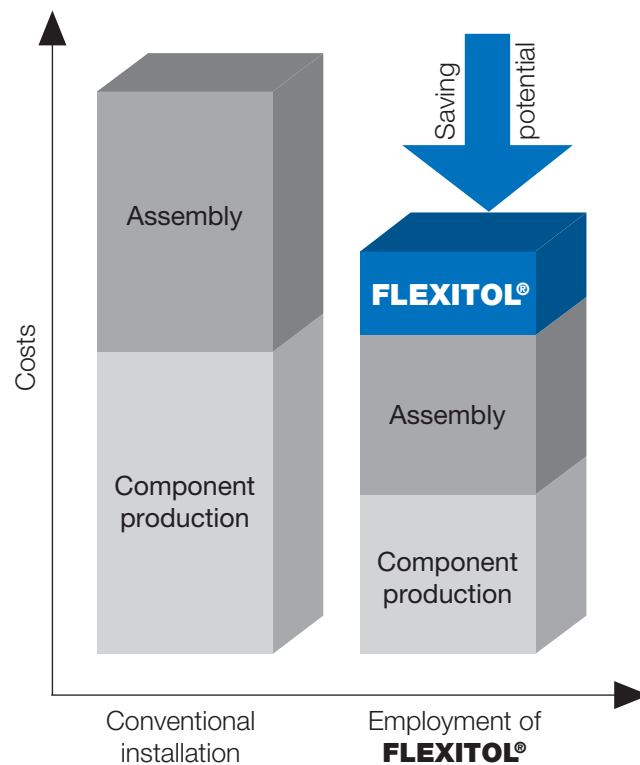 Costs
Assembly
Component
production
Saving
potential
FLEXITOL®
Assembly
Component
production
Conventional
installation
Employment of
FLEXITOL®